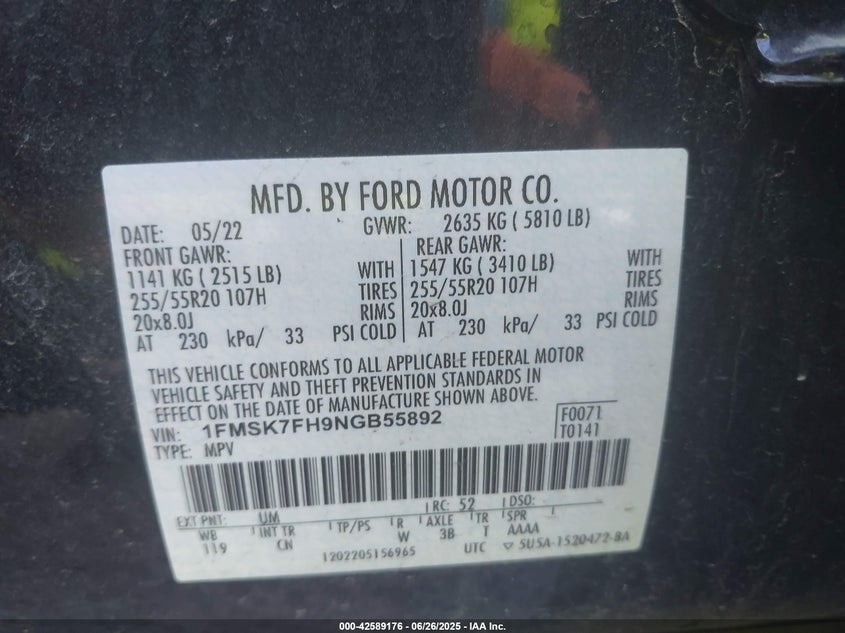 MFD. BY FORD MOTOR CO.
DATE: 05/22 GVWR: 2635 KG ( 5810 LB)
FRONT GAWR: REAR GAWR:
1141 KG ( 2515 LB) WITH 1547 KG ( 3410 LB) WITH
255/55R20 107H TIRES 255/55R20 107H TIRES
20x8.0J RIMS 20x8.0J RIMS
AT 230 kPa/ 33 PSI COLD AT 230 kPa/ 33 PSI COLD
THIS VEHICLE CONFORMS TO ALL APPLICABLE FEDERAL MOTOR
VEHICLE SAFETY AND THEFT PREVENTION STANDARDS IN
EFFECT ON THE DATE OF MANUFACTURE SHOWN ABOVE.
VIN: 1FMSK7FH9NGB55892 F0071
TYPE: MPV T0141
EXT PNT: UM RC: 52 DSO:
WB INT TR TP/PS R AXLE TR SPR
119 CN W 3B T AAAA
1202205156965 UTC ▽ 5U5A-1520472-BA
000-42589176 - 06/26/2025 - IAA Inc.